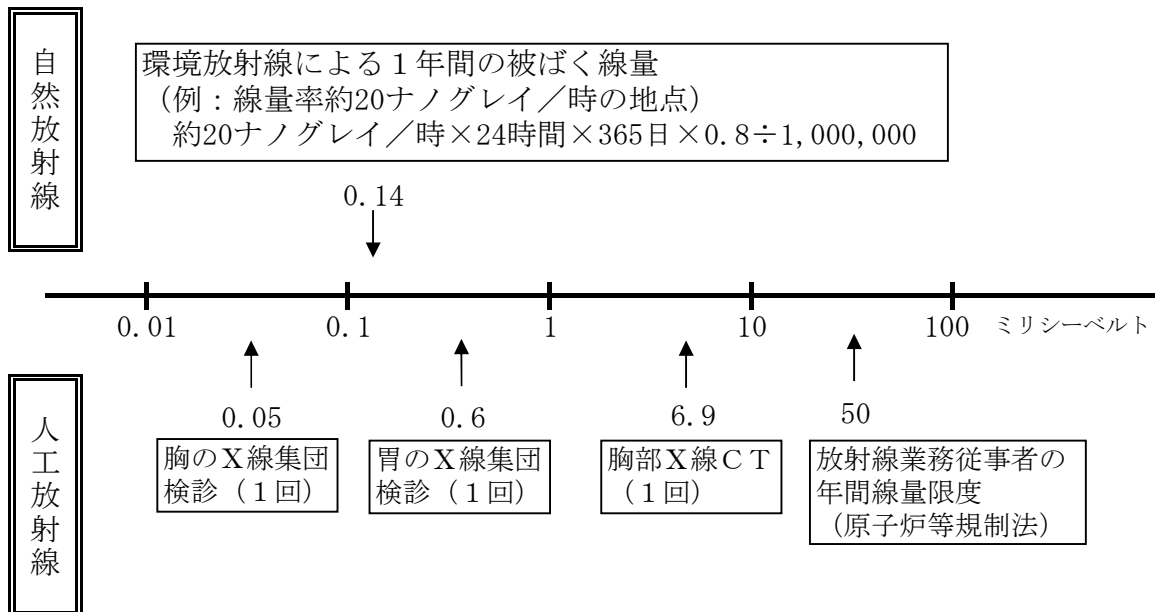 自然放射線
環境放射線による１年間の被ばく線量
（例：線量率約20ナノグレイ／時の地点）
約20ナノグレイ／時×24時間×365日×0.8÷1,000,000
0.14
0.01
0.1
1
10
100
ミリシーベルト
人工放射線
0.05
胸のＸ線集団
検診（１回）
0.6
胃のＸ線集団
検診（１回）
6.9
胸部Ｘ線ＣＴ
（１回）
50
放射線業務従事者の
年間線量限度
（原子炉等規制法）